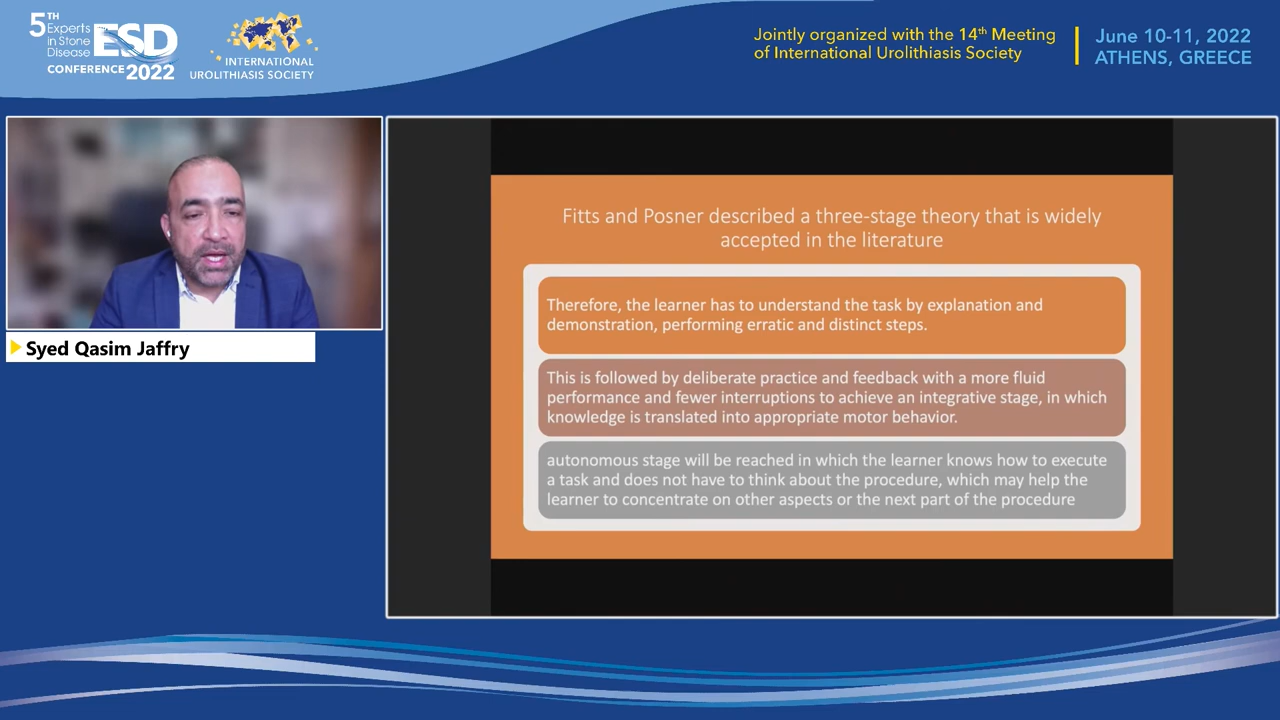 5TH Experts
in Stone
Disease
ESD
CONFERENCE 2022
INTERNATIONAL
UROLITHIASIS SOCIETY
Jointly organized with the 14th Meeting
of International Urolithiasis Society
June 10-11, 2022
ATHENS, GREECE
Syed Qasim Jaffry
Fitts and Posner described a three-stage theory that is widely
accepted in the literature
Therefore, the learner has to understand the task by explanation and
demonstration, performing erratic and distinct steps.
This is followed by deliberate practice and feedback with a more fluid
performance and fewer interruptions to achieve an integrative stage, in which
knowledge is translated into appropriate motor behavior.
autonomous stage will be reached in which the learner knows how to execute
a task and does not have to think about the procedure, which may help the
learner to concentrate on other aspects or the next part of the procedure